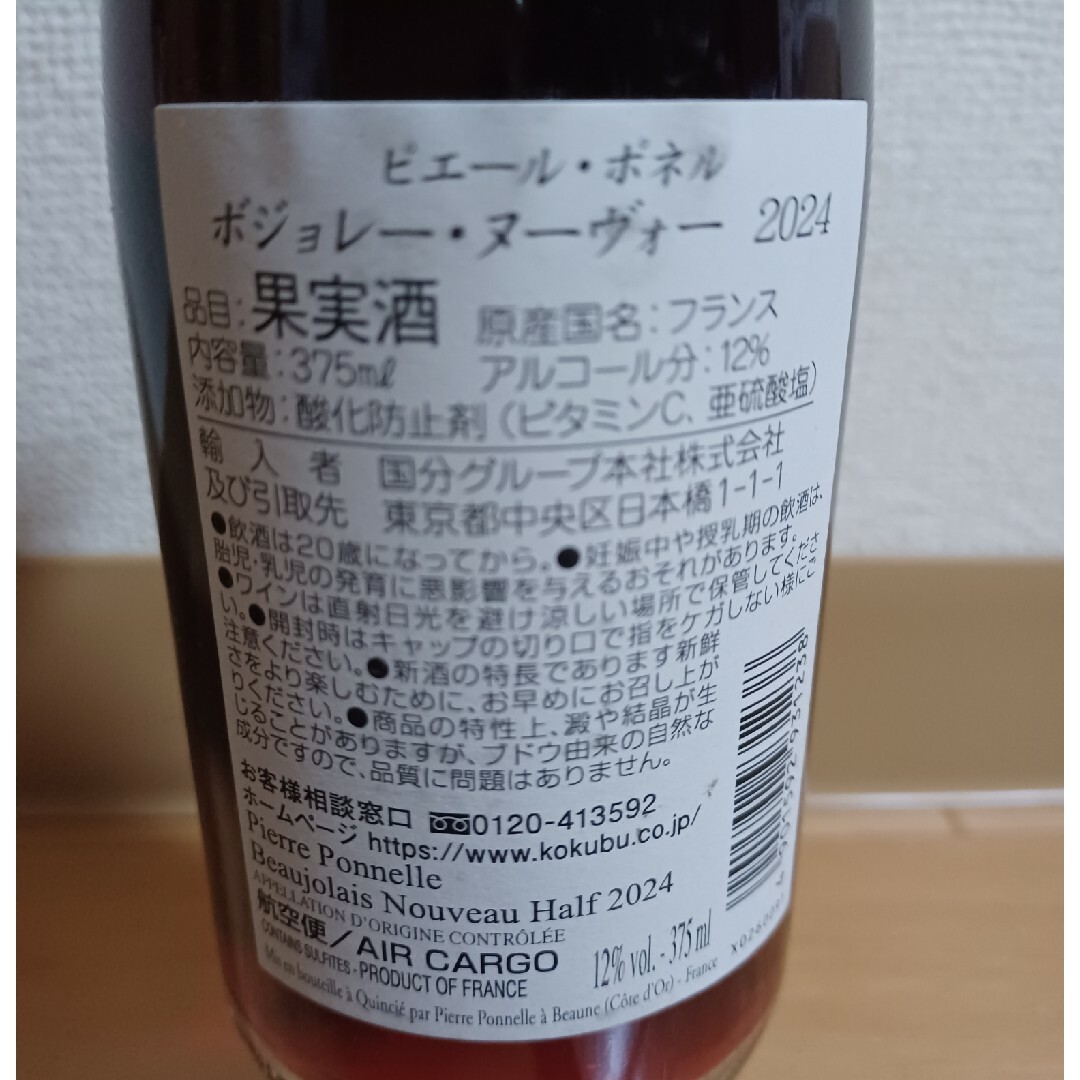 ピエール・ポネル
ボジョレー・ヌーヴォー 2024
品目:果実酒 原産国名:フランス
内容量:375ml アルコール分:12%
添加物:酸化防止剤(ビタミンC、亜硫酸塩)
輸入者 国分グループ本社株式会社
及び引取先 東京都中央区日本橋1-1-1
●飲酒は20歳になってから。●妊娠中や授乳期の飲酒は、
胎児・乳児の発育に悪影響を与えるおそれがあります。
●ワインは直射日光を避け涼しい場所で保管してくださ
い。●開封時はキャップの切り口で指をケガしない様にご
注意ください。●新酒の特長であります新鮮
さをより楽しむために、お早めにお召し上が
りください。●商品の特性上、澱や結晶が生
じることがありますが、ブドウ由来の自然な
成分ですので、品質に問題はありません。
お客様相談窓口 0120-413592
ホームページ https://www.kokubu.co.jp/
Pierre Ponnelle
Beaujolais Nouveau Half 2024
APPELLATION D'ORIGINE CONTRÔLÉE
航空便/AIR CARGO
CONTAINS SULFITES - PRODUCT OF FRANCE
12% vol. - 375 ml
Mis en bouteille à Quincié par Pierre Ponnelle à Beaune (Côte d'Or) - France